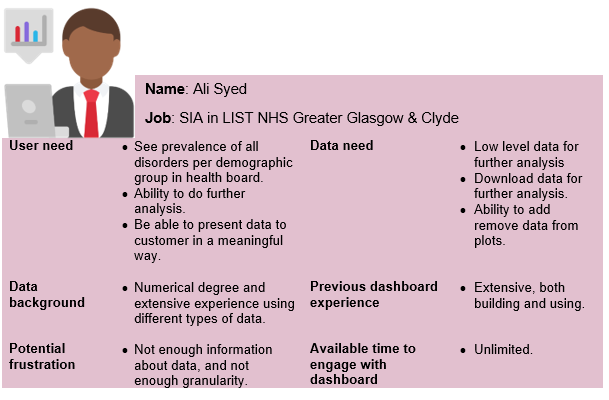 Name: Ali Syed
Job: SIA in LIST NHS Greater Glasgow & Clyde
User need
• See prevalence of all
disorders per demographic
group in health board.
• Ability to do further
analysis.
• Be able to present data to
customer in a meaningful
way.
Data need
• Low level data for
further analysis
• Download data for
further analysis.
• Ability to add
remove data from
plots.
Data
background
• Numerical degree and
extensive experience using
different types of data.
Previous dashboard
experience
• Extensive, both
building and using.
Potential
frustration
• Not enough information
about data, and not
enough granularity.
Available time to
engage with
dashboard
• Unlimited.